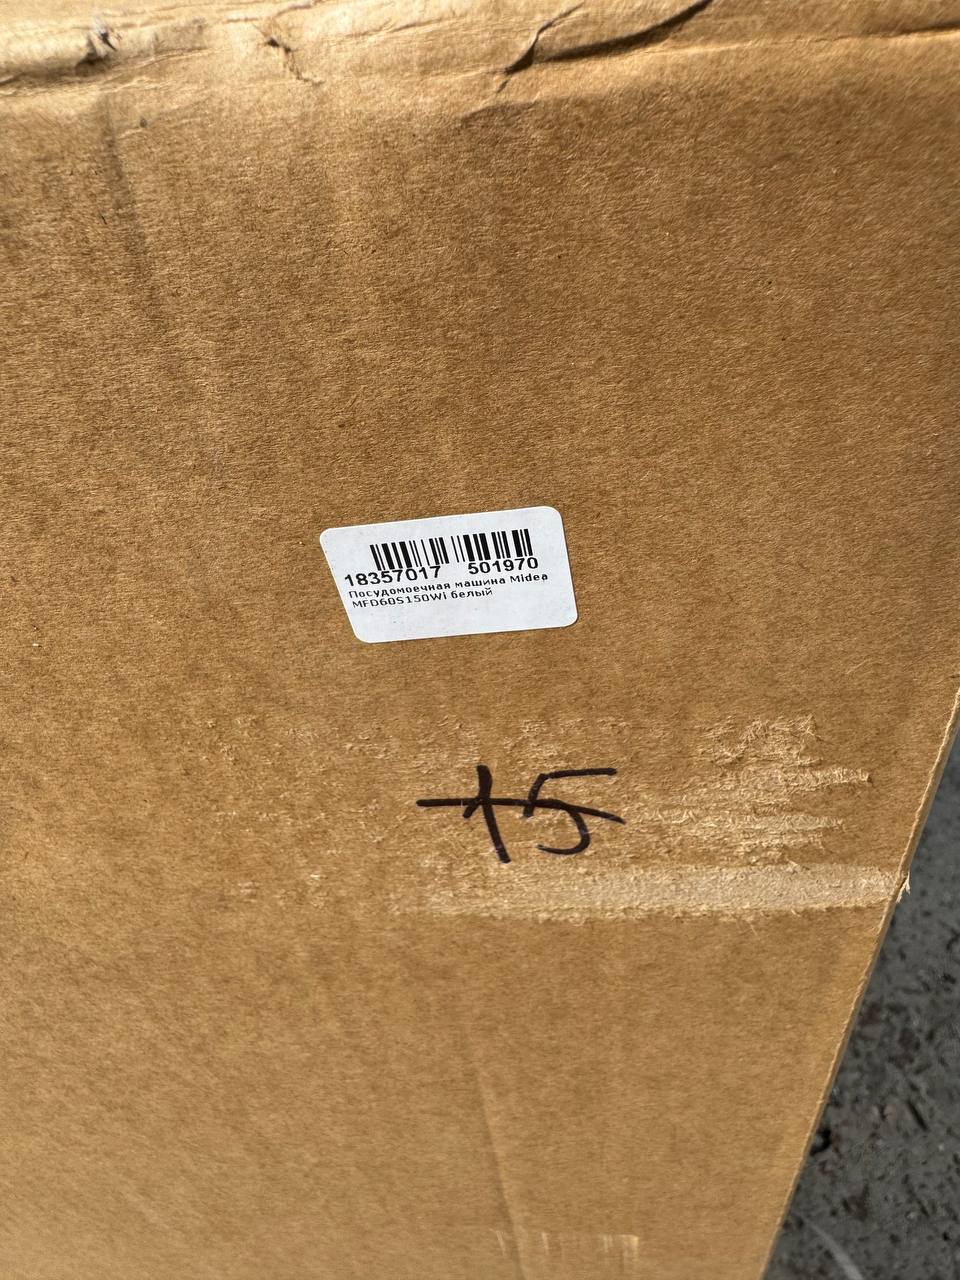 18357017 501970
Посудомоечная машина Midea
MFD60S150Wi белый
15